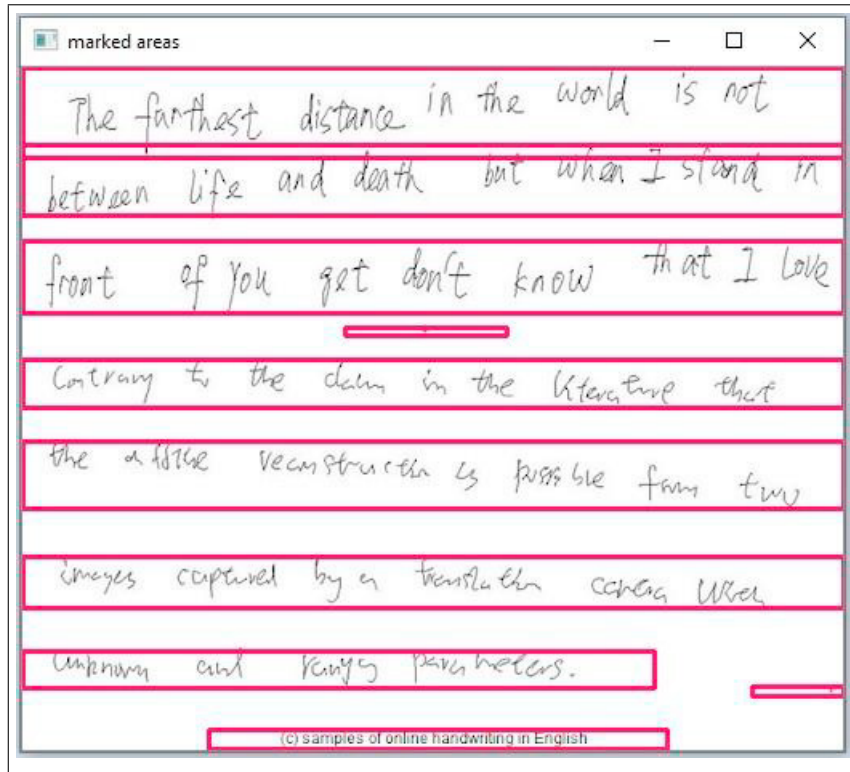 marked areas
The farthest distance in the world is not
between life and death but when I stand in
front of you yet don't know that I love
Contrary to the claim in the literature that
the affine reconstruction is possible from two
images captured by a translation camera when
unknown and parameters.
(c) samples of online handwriting in English